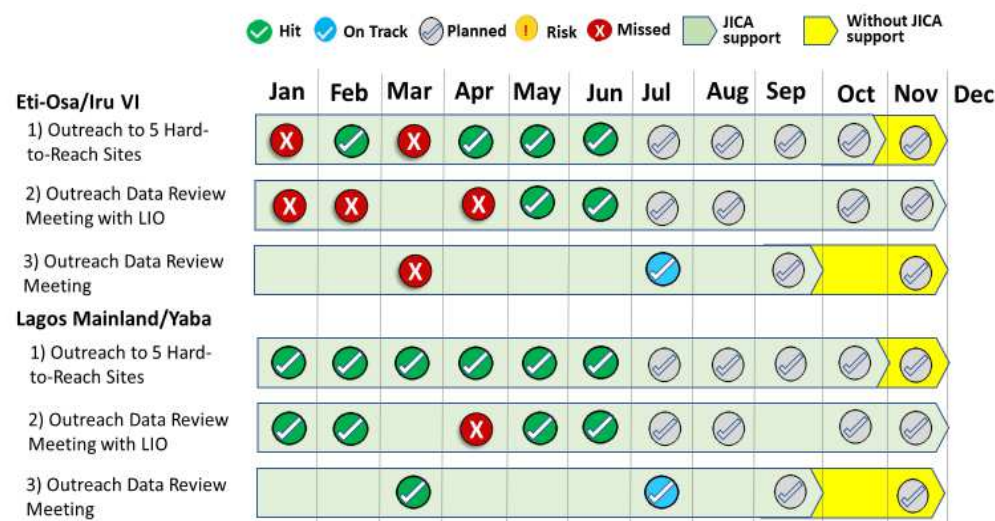 Hit On Track Planned ! Risk X Missed JICA support Without JICA support
Jan Feb Mar Apr May Jun Jul Aug Sep Oct Nov Dec
Eti-Osa/Iru VI
1) Outreach to 5 Hard-
to-Reach Sites
X X
2) Outreach Data Review
Meeting with LIO
X X X
3) Outreach Data Review
Meeting
X
Lagos Mainland/Yaba
1) Outreach to 5 Hard-
to-Reach Sites
2) Outreach Data Review
Meeting with LIO
X
3) Outreach Data Review
Meeting